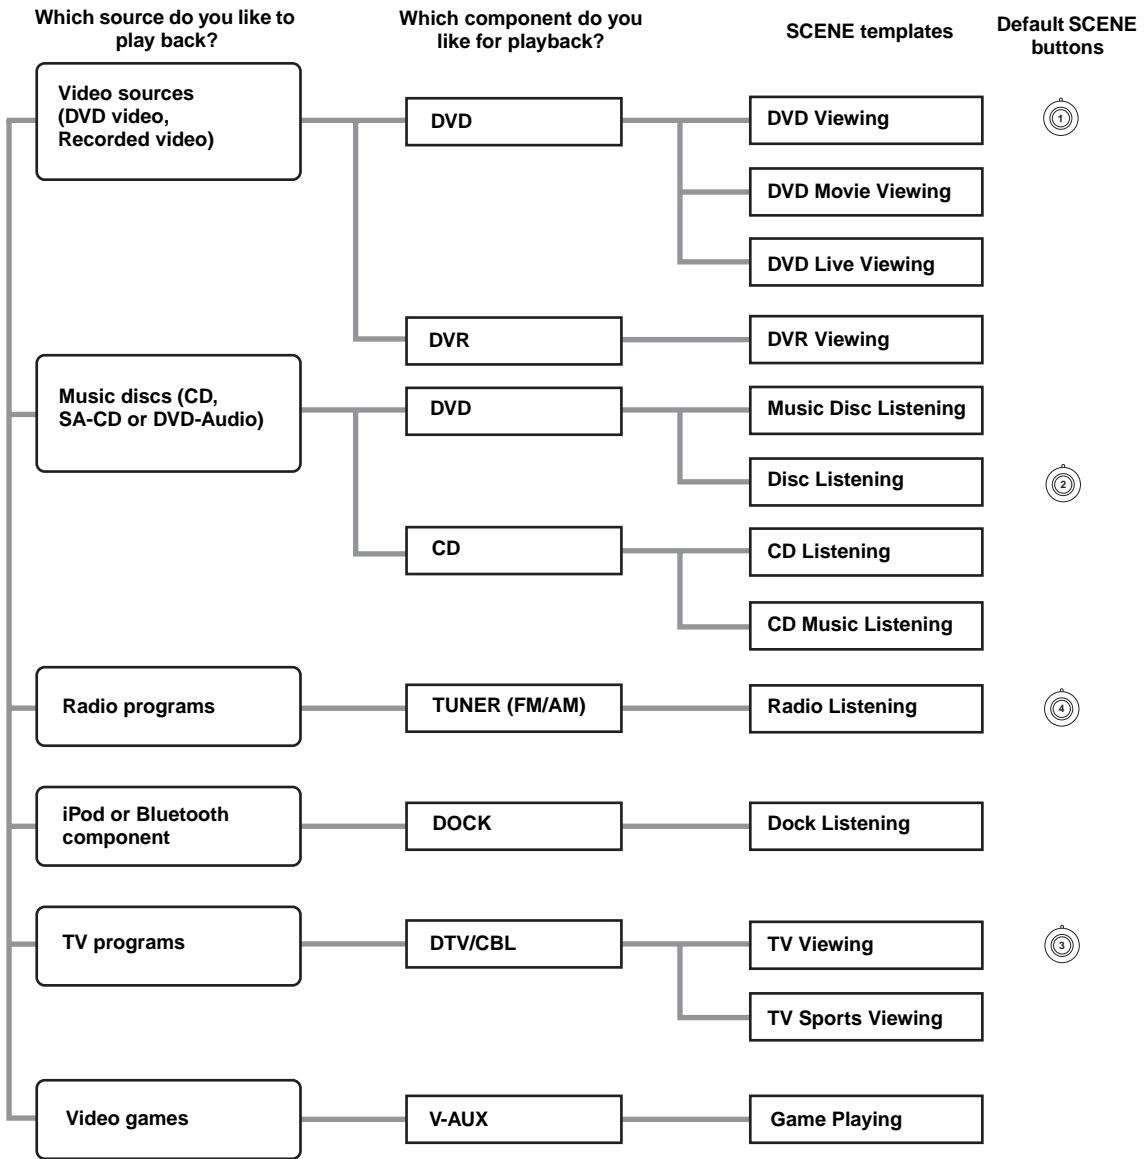 Which source do you like to
play back?
Which component do you
like for playback?
SCENE templates
Default SCENE
buttons
Video sources
(DVD video,
Recorded video)
DVD
DVD Viewing
1
DVD Movie Viewing
DVD Live Viewing
DVR
DVR Viewing
Music discs (CD,
SA-CD or DVD-Audio)
DVD
Music Disc Listening
Disc Listening
2
CD
CD Listening
CD Music Listening
Radio programs
TUNER (FM/AM)
Radio Listening
4
iPod or Bluetooth
component
DOCK
Dock Listening
TV programs
DTV/CBL
TV Viewing
3
TV Sports Viewing
Video games
V-AUX
Game Playing